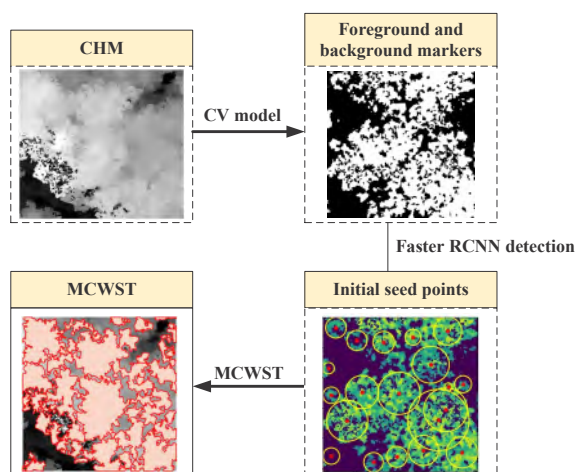 CHM
CV model
Foreground and
background markers
Faster RCNN detection
Initial seed points
MCWST
MCWST